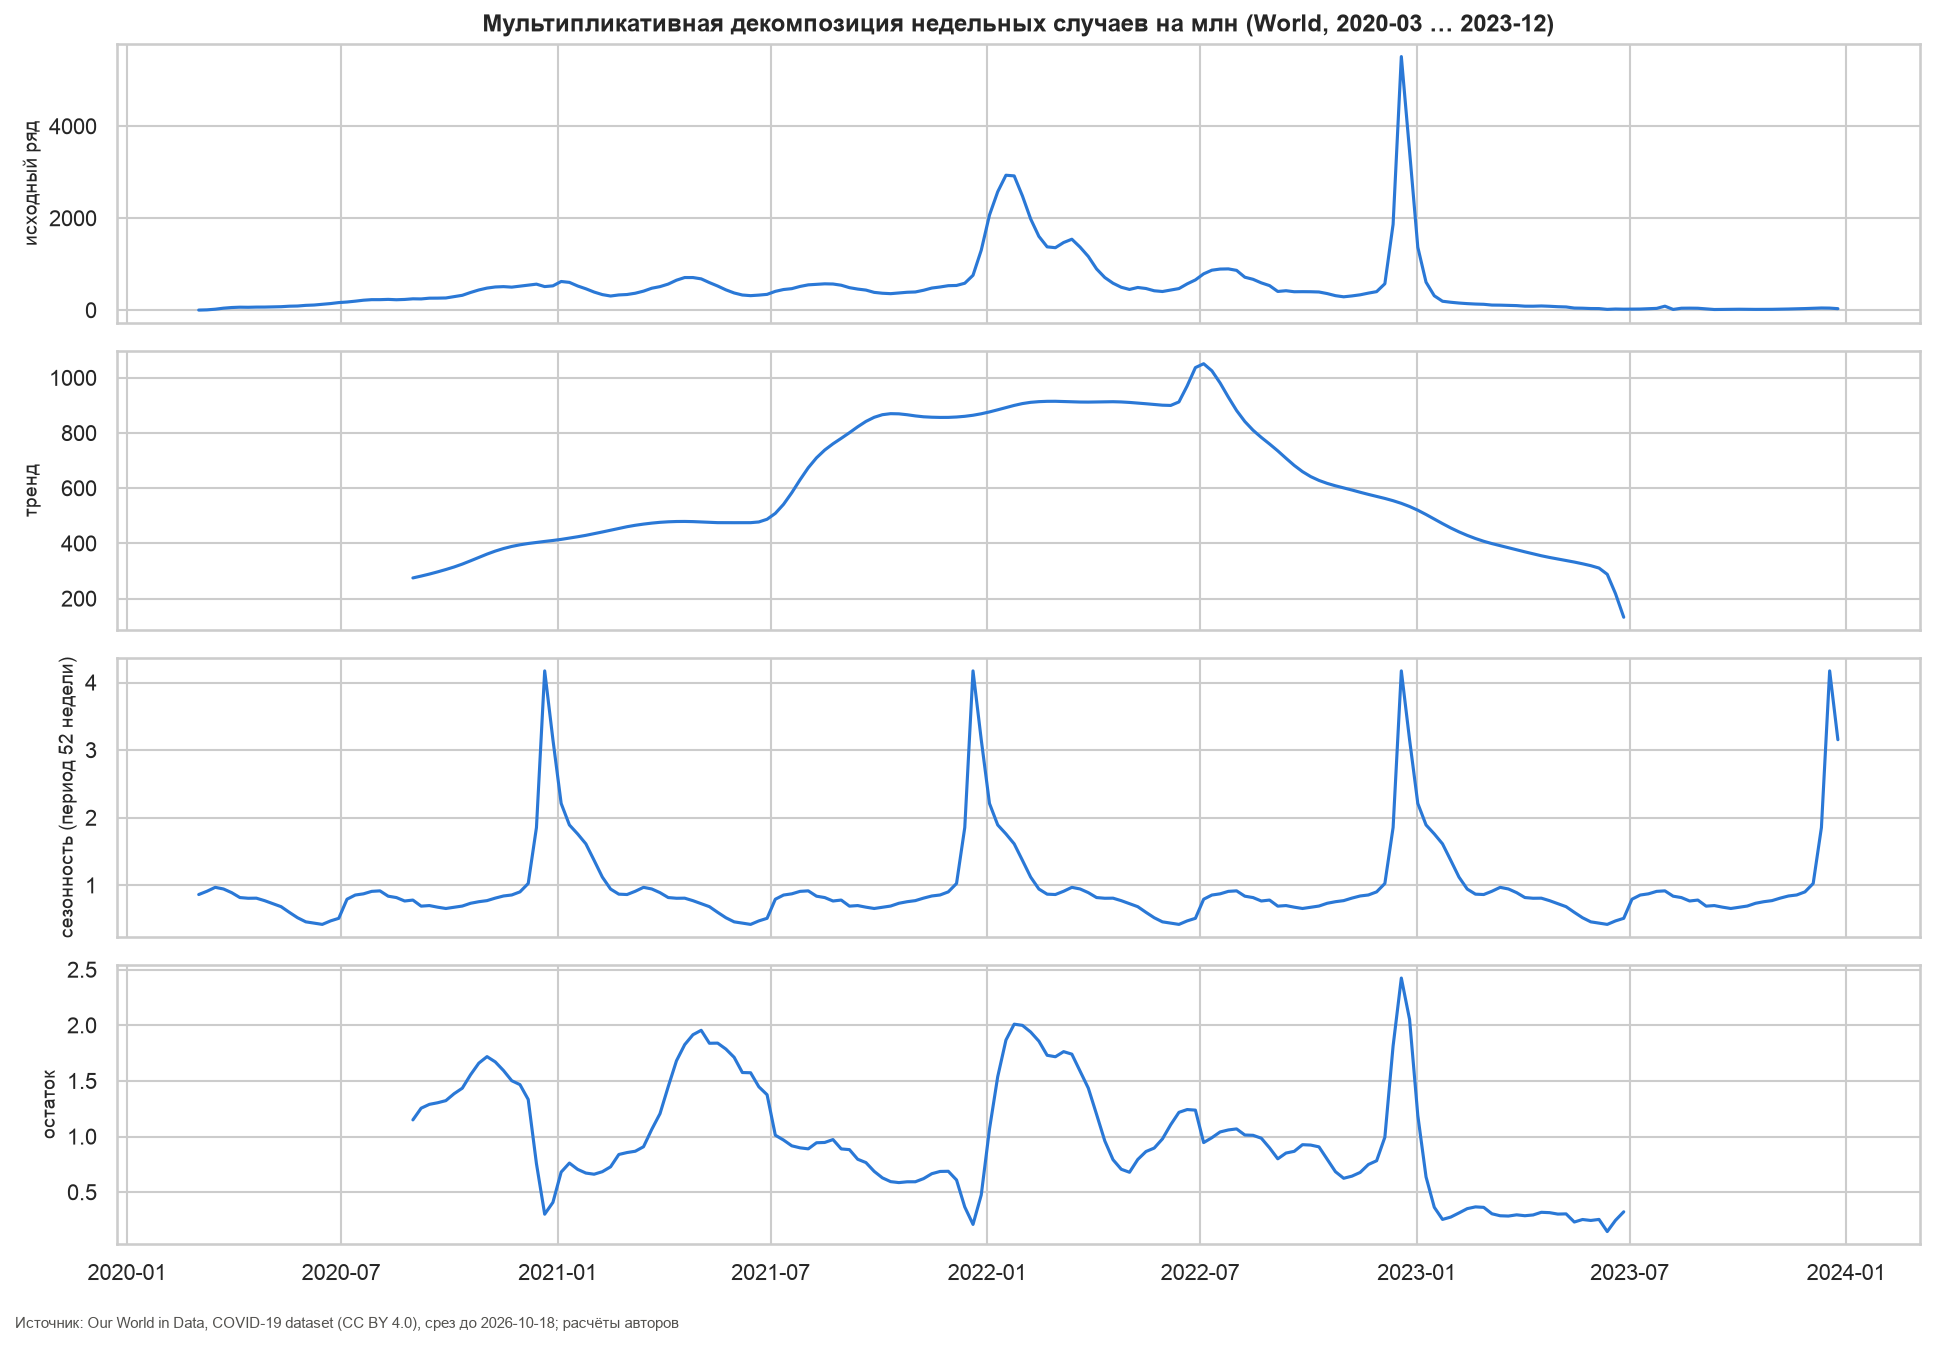 Мультипликативная декомпозиция недельных случаев на млн (World, 2020-03 … 2023-12)
исходный ряд
4000
2000
0
тренд
1000
800
600
400
200
сезонность (период 52 недели)
4
3
2
1
остаток
2.5
2.0
1.5
1.0
0.5
2020-01 2020-07 2021-01 2021-07 2022-01 2022-07 2023-01 2023-07 2024-01
Источник: Our World in Data, COVID-19 dataset (CC BY 4.0), срез до 2026-10-18; расчёты авторов